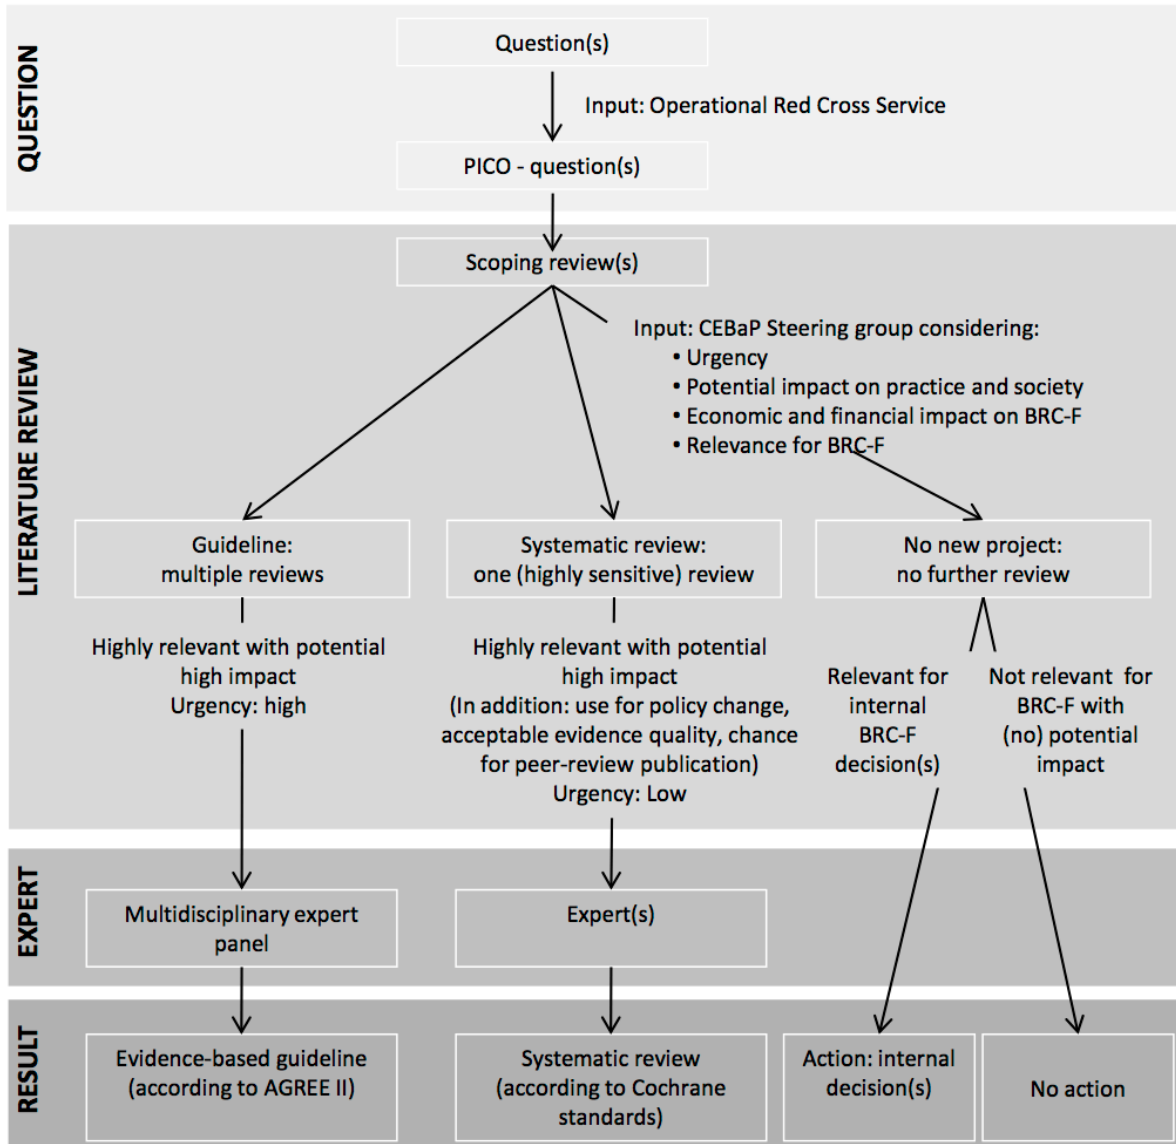 QUESTION
Question(s)
Input: Operational Red Cross Service
PICO - question(s)
LITERATURE REVIEW
Scoping review(s)
Input: CEBaP Steering group considering:
• Urgency
• Potential impact on practice and society
• Economic and financial impact on BRC-F
• Relevance for BRC-F
Guideline:
multiple reviews
Systematic review:
one (highly sensitive) review
No new project:
no further review
Highly relevant with potential
high impact
Urgency: high
Highly relevant with potential
high impact
(In addition: use for policy change,
acceptable evidence quality, chance
for peer-review publication)
Urgency: Low
Relevant for
internal
BRC-F
decision(s)
Not relevant for
BRC-F with
(no) potential
impact
EXPERT
Multidisciplinary expert
panel
Expert(s)
RESULT
Evidence-based guideline
(according to AGREE II)
Systematic review
(according to Cochrane
standards)
Action: internal
decision(s)
No action